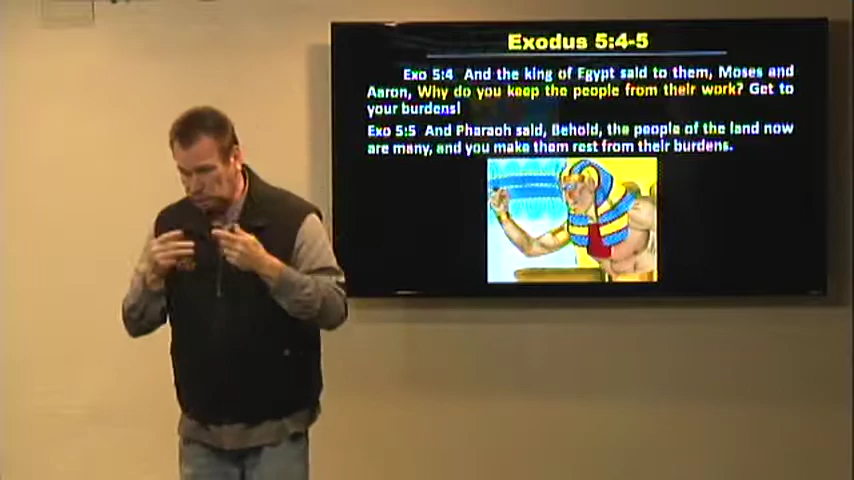 Exodus 5:4-5
Exo 5:4 And the king of Egypt said to them, Moses and
Aaron, Why do you keep the people from their work? Get to
your burdens!
Exo 5:5 And Pharaoh said, Behold, the people of the land now
are many, and you make them rest from their burdens.